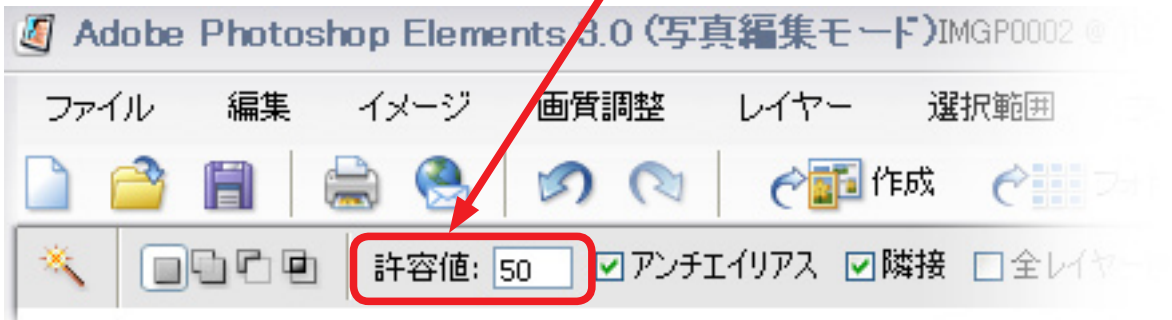 Adobe Photoshop Elements 3.0 (写真編集モード)IMGP0002 @
ファイル 編集 イメージ 画質調整 レイヤー 選択範囲
作成 フォト
許容値: 50 アンチエイリアス 隣接 全レイヤー